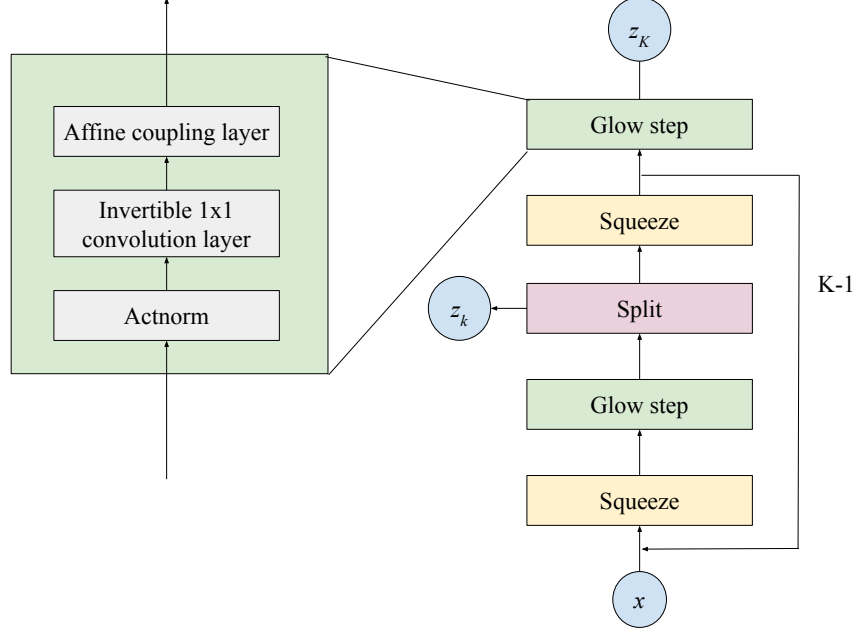 Affine coupling layer
Invertible 1x1
convolution layer
Actnorm
z_K
Glow step
Squeeze
z_k
Split
K-1
Glow step
Squeeze
x